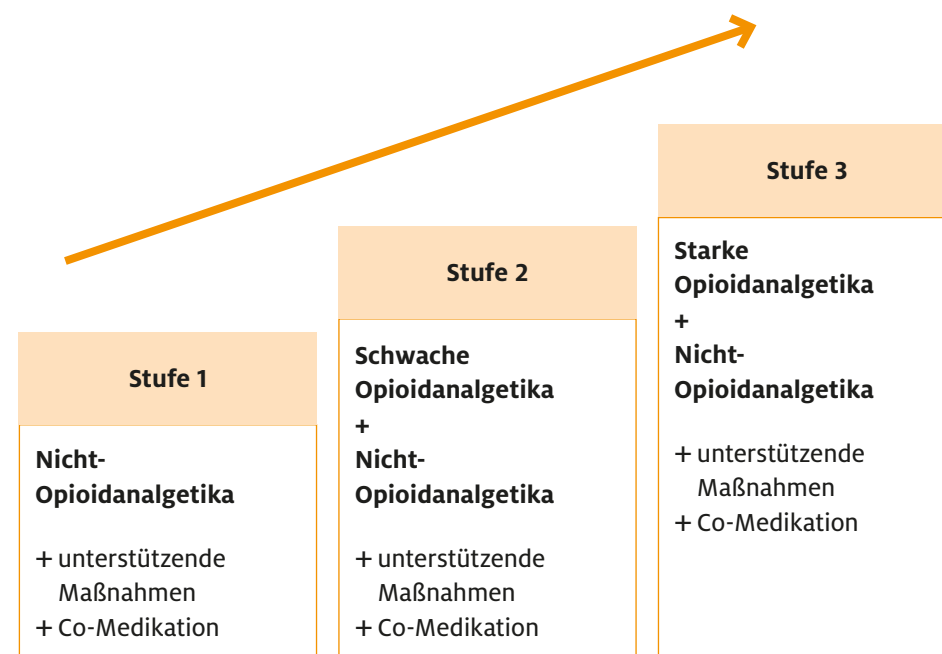 Stufe 1
Nicht-
Opioidanalgetika
+ unterstützende
Maßnahmen
+ Co-Medikation
Stufe 2
Schwache
Opioidanalgetika
+
Nicht-
Opioidanalgetika
+ unterstützende
Maßnahmen
+ Co-Medikation
Stufe 3
Starke
Opioidanalgetika
+
Nicht-
Opioidanalgetika
+ unterstützende
Maßnahmen
+ Co-Medikation